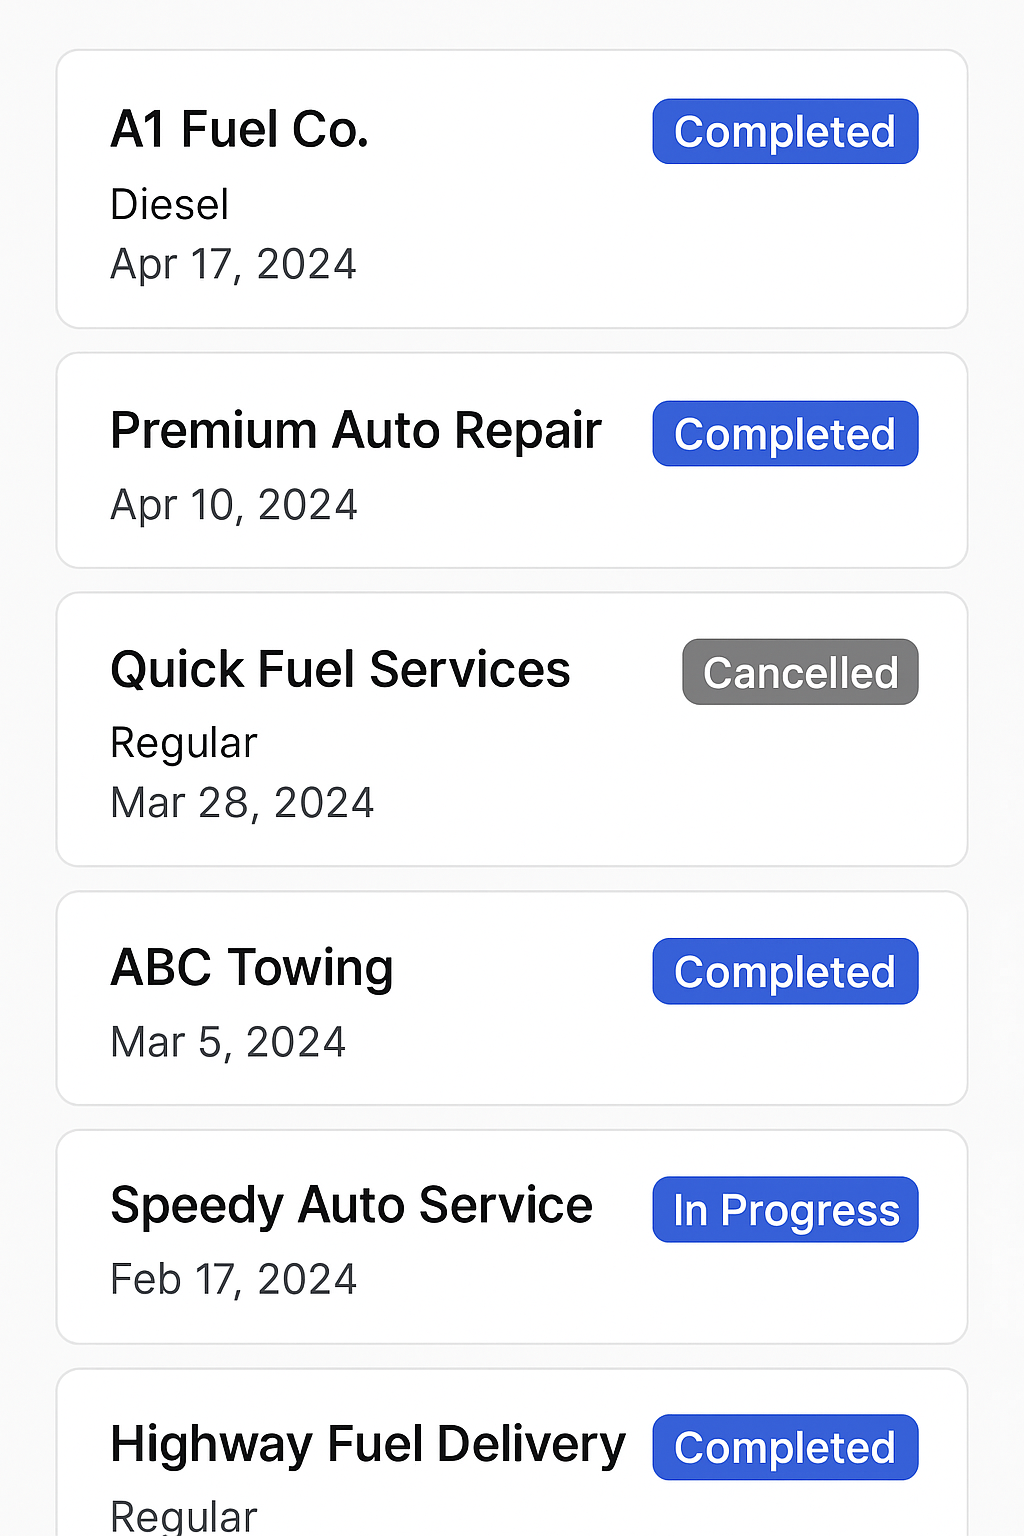 A1 Fuel Co.
Completed
Diesel
Apr 17, 2024
Premium Auto Repair
Completed
Apr 10, 2024
Quick Fuel Services
Cancelled
Regular
Mar 28, 2024
ABC Towing
Completed
Mar 5, 2024
Speedy Auto Service
In Progress
Feb 17, 2024
Highway Fuel Delivery
Completed
Regular